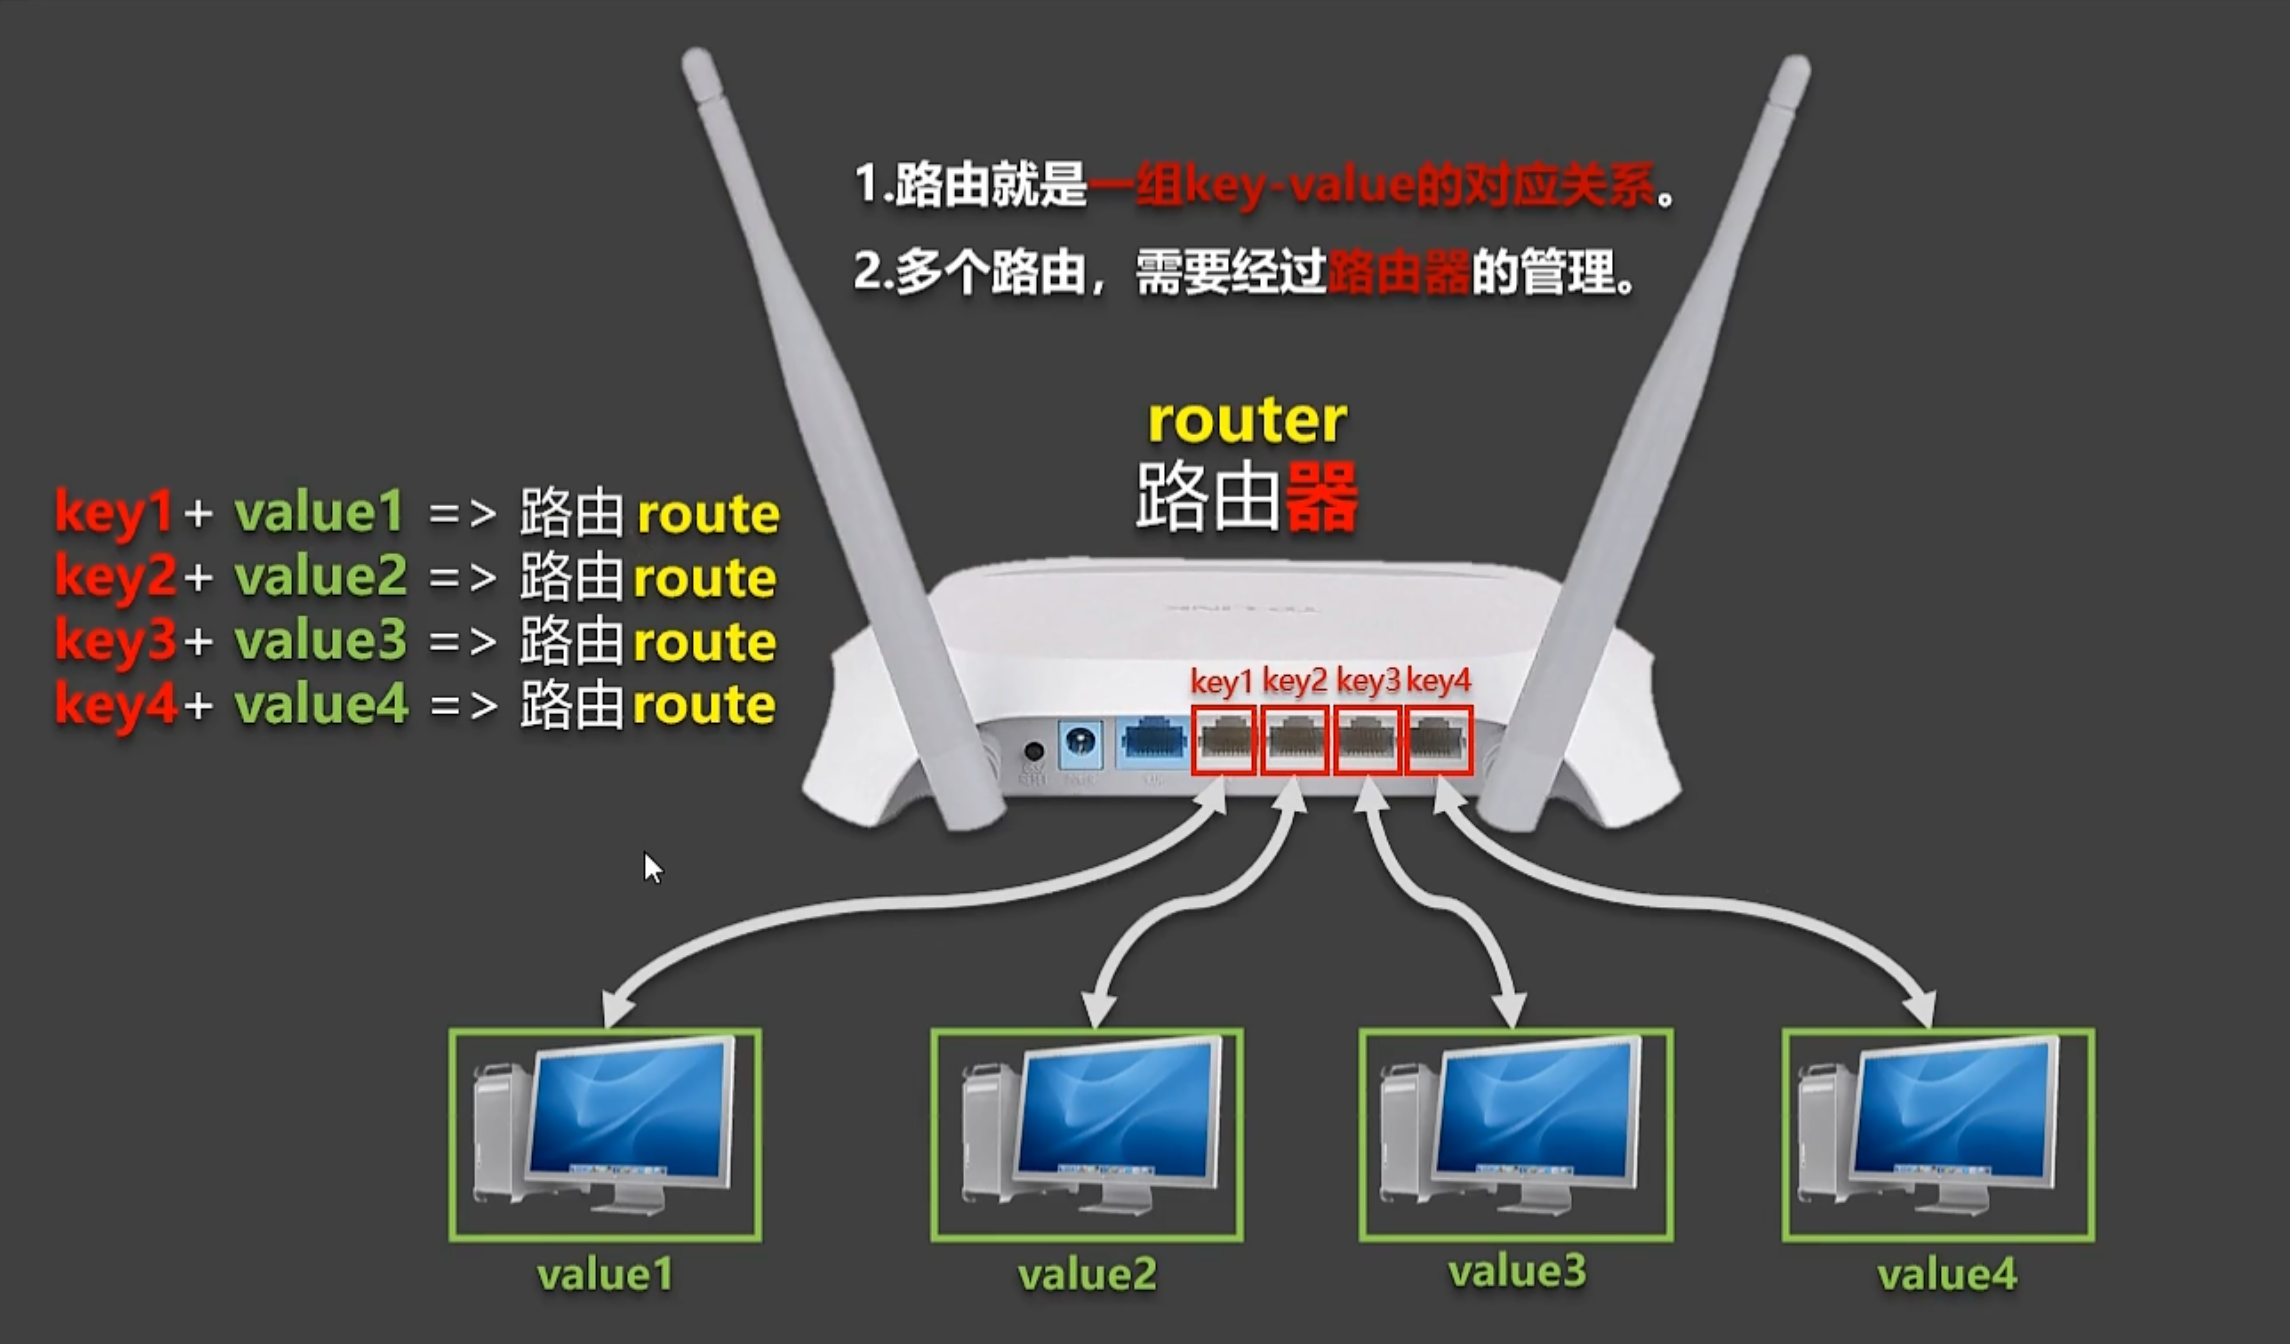 1.路由就是一组key-value的对应关系。
2.多个路由，需要经过路由器的管理。
router
路由器
key1+ value1 => 路由 route
key2+ value2 => 路由 route
key3+ value3 => 路由 route
key4+ value4 => 路由 route
key1 key2 key3 key4
value1 value2 value3 value4